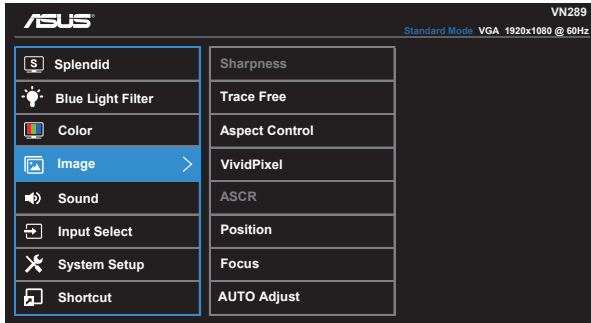 ASUS
VN289
Standard Mode VGA 1920x1080 @ 60Hz
S Splendid
Blue Light Filter
Color
Image
Sound
Input Select
System Setup
Shortcut
Sharpness
Trace Free
Aspect Control
VividPixel
ASCR
Position
Focus
AUTO Adjust